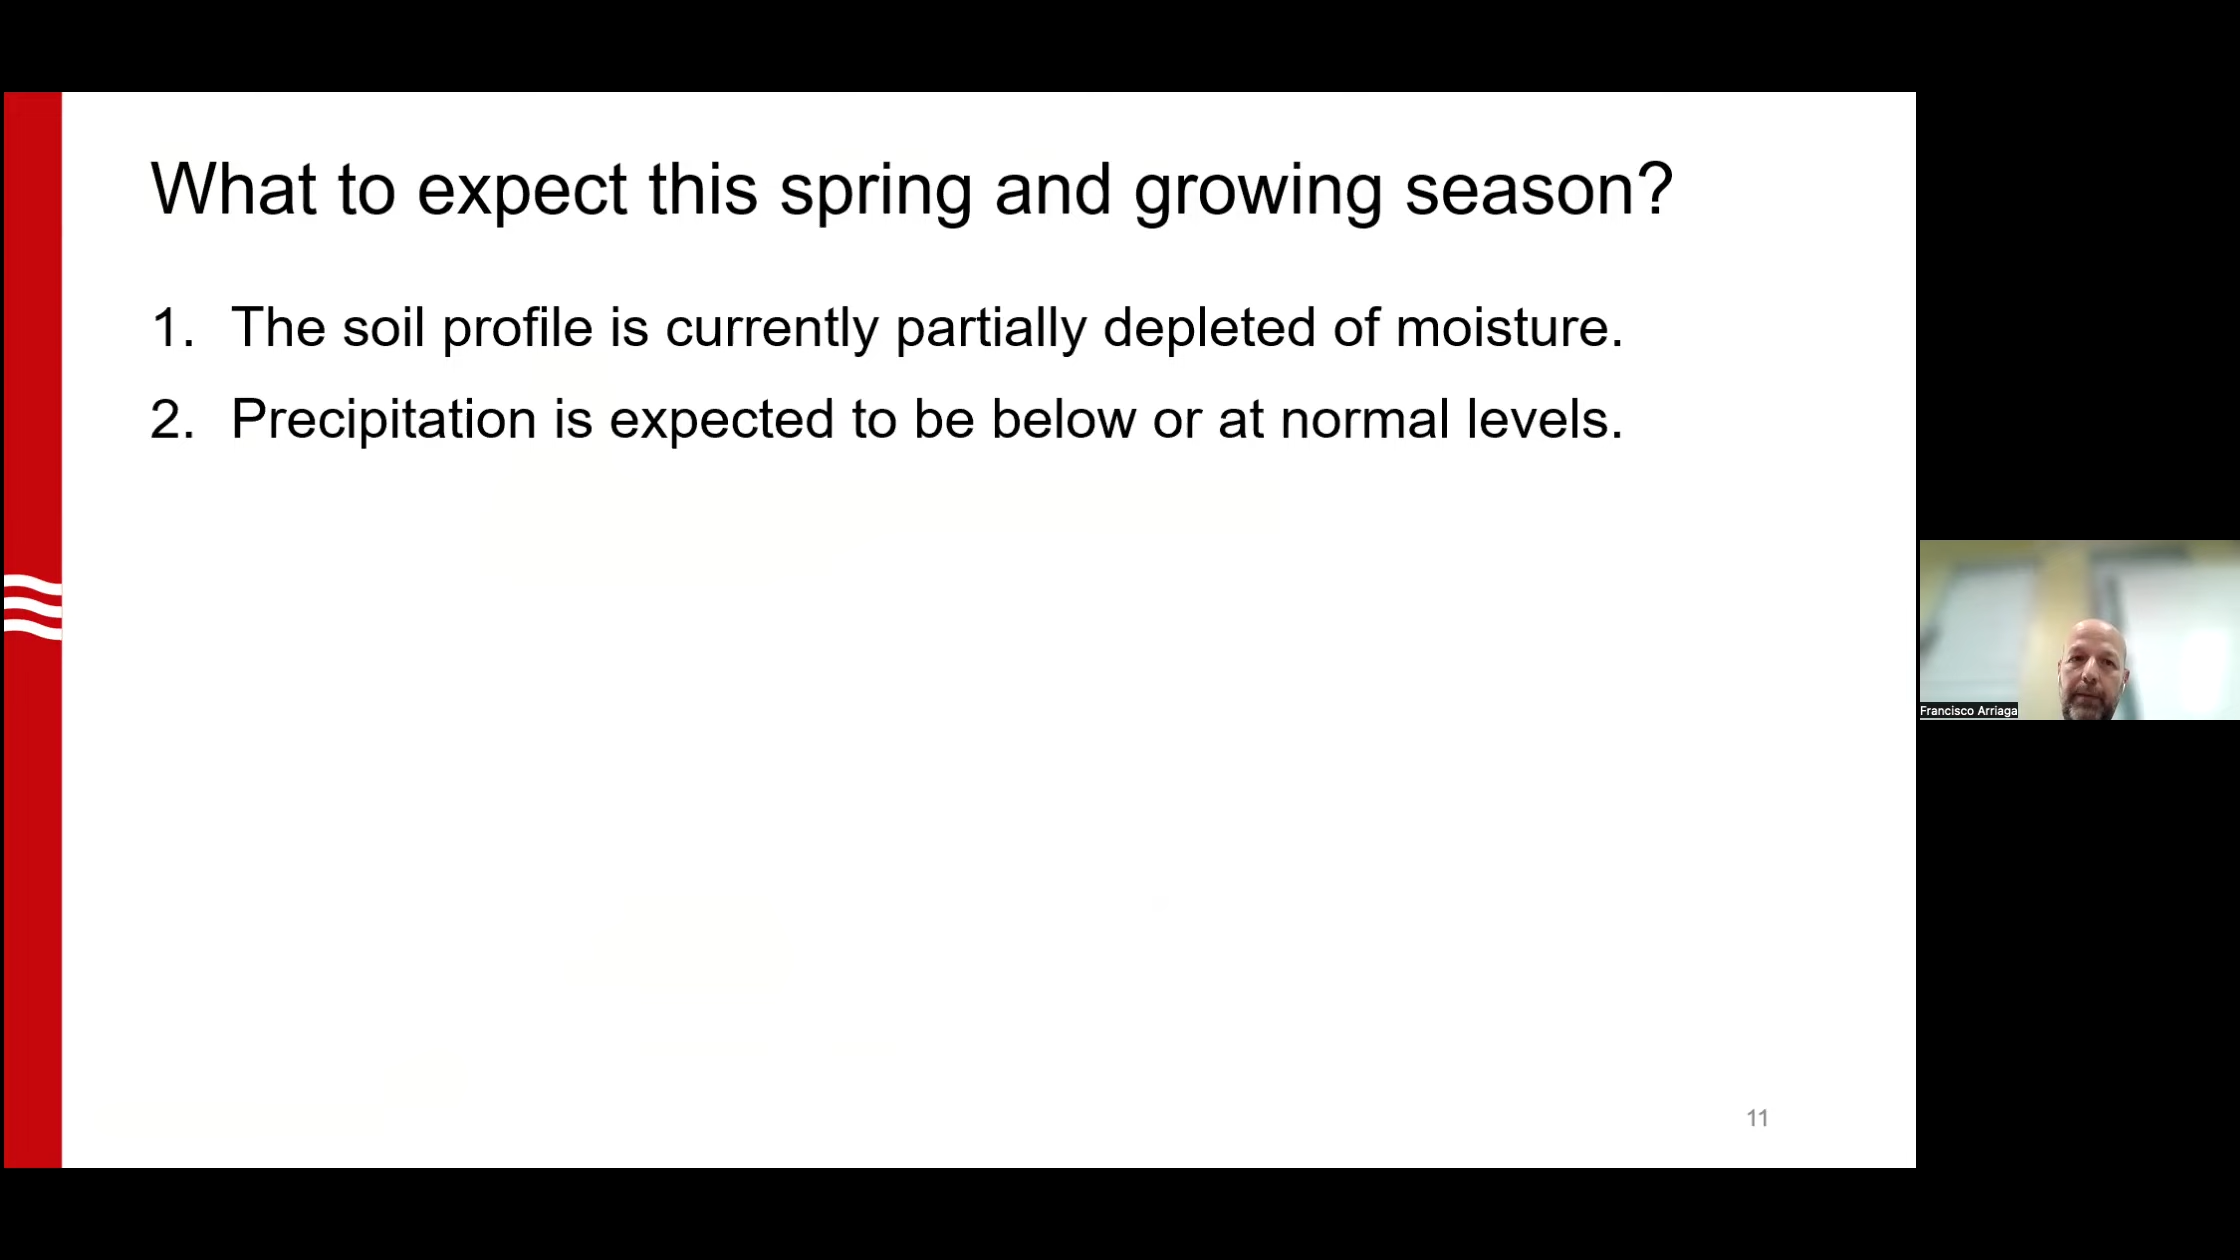 What to expect this spring and growing season?
1. The soil profile is currently partially depleted of moisture.
2. Precipitation is expected to be below or at normal levels.
Francisco Arriaga
11